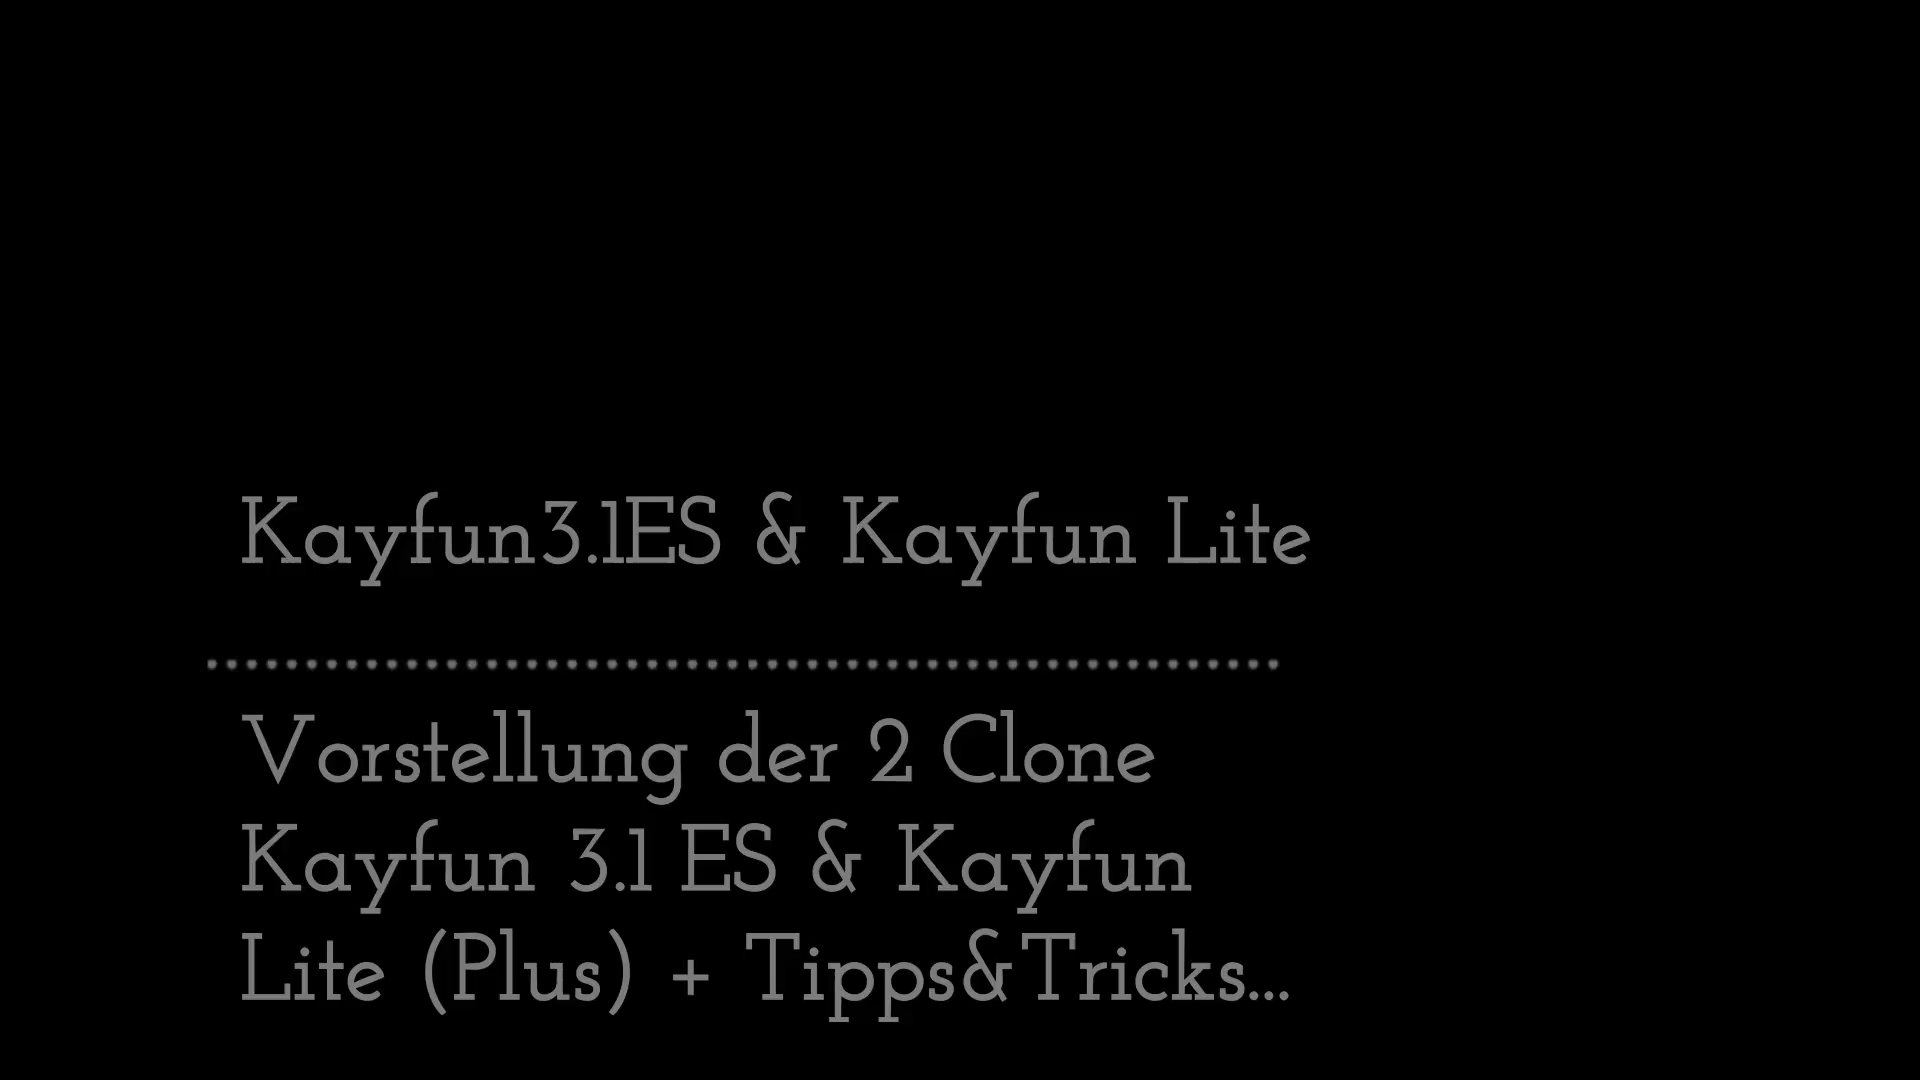 Kayfun3.1ES & Kayfun Lite
Vorstellung der 2 Clone
Kayfun 3.1 ES & Kayfun
Lite (Plus) + Tipps&Tricks...